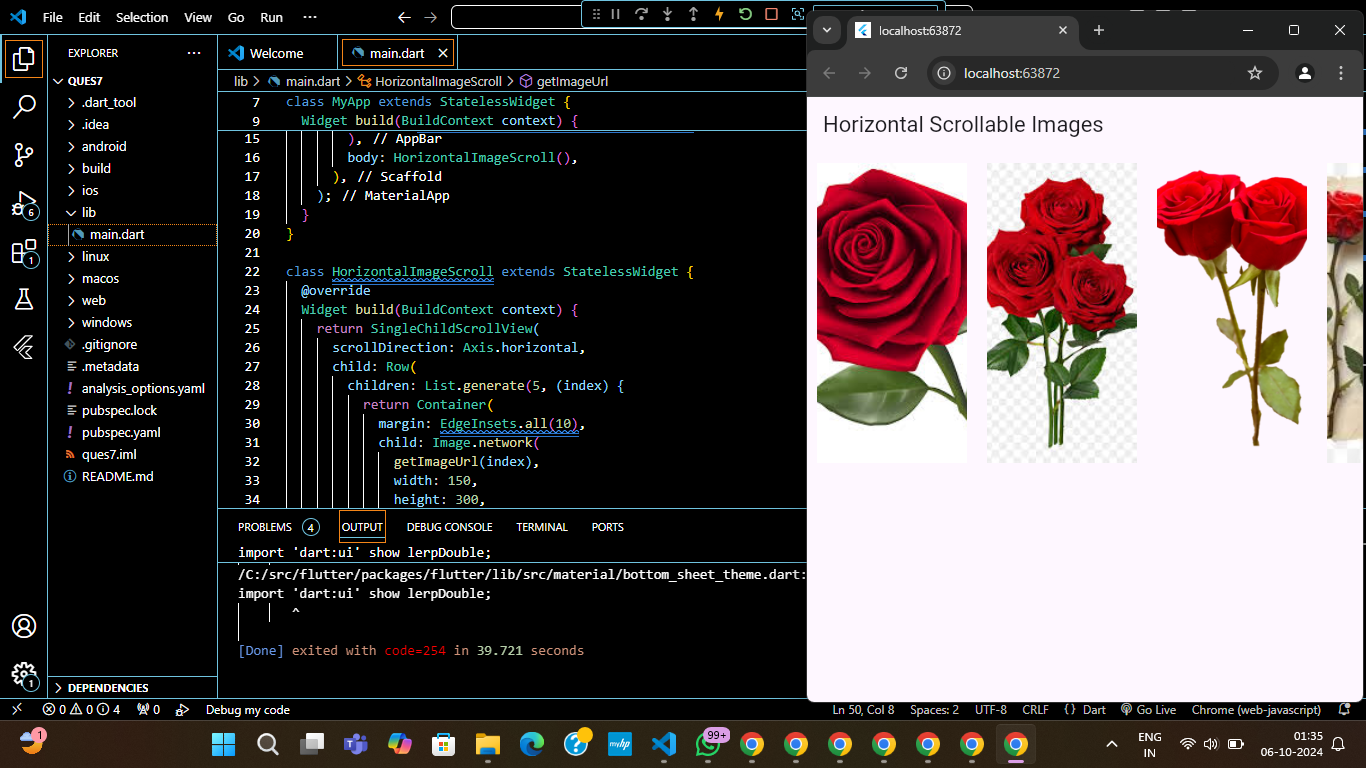 File Edit Selection View Go Run ···
EXPLORER ···
QUES7
.dart_tool
.idea
android
build
ios
lib
main.dart
linux
macos
web
windows
.gitignore
.metadata
analysis_options.yaml
pubspec.lock
pubspec.yaml
ques7.iml
README.md
DEPENDENCIES
6
1
1
Welcome main.dart
lib > main.dart > HorizontalImageScroll > getImageUrl
7 class MyApp extends StatelessWidget {
9 Widget build(BuildContext context) {
15 ), // AppBar
16 body: HorizontalImageScroll(),
17 ), // Scaffold
18 ); // MaterialApp
19 }
20 }
21
22 class HorizontalImageScroll extends StatelessWidget {
23 @override
24 Widget build(BuildContext context) {
25 return SingleChildScrollView(
26 scrollDirection: Axis.horizontal,
27 child: Row(
28 children: List.generate(5, (index) {
29 return Container(
30 margin: EdgeInsets.all(10),
31 child: Image.network(
32 getImageUrl(index),
33 width: 150,
34 height: 300,
PROBLEMS 4 OUTPUT DEBUG CONSOLE TERMINAL PORTS
import 'dart:ui' show lerpDouble;
/C:/src/flutter/packages/flutter/lib/src/material/bottom_sheet_theme.dart:
import 'dart:ui' show lerpDouble;
^
[Done] exited with code=254 in 39.721 seconds
localhost:63872
localhost:63872
Horizontal Scrollable Images
0 0 4 0 Debug my code Ln 50, Col 8 Spaces: 2 UTF-8 CRLF {} Dart Go Live Chrome (web-javascript)
1
myhp
99+
ENG
IN
01:35
06-10-2024